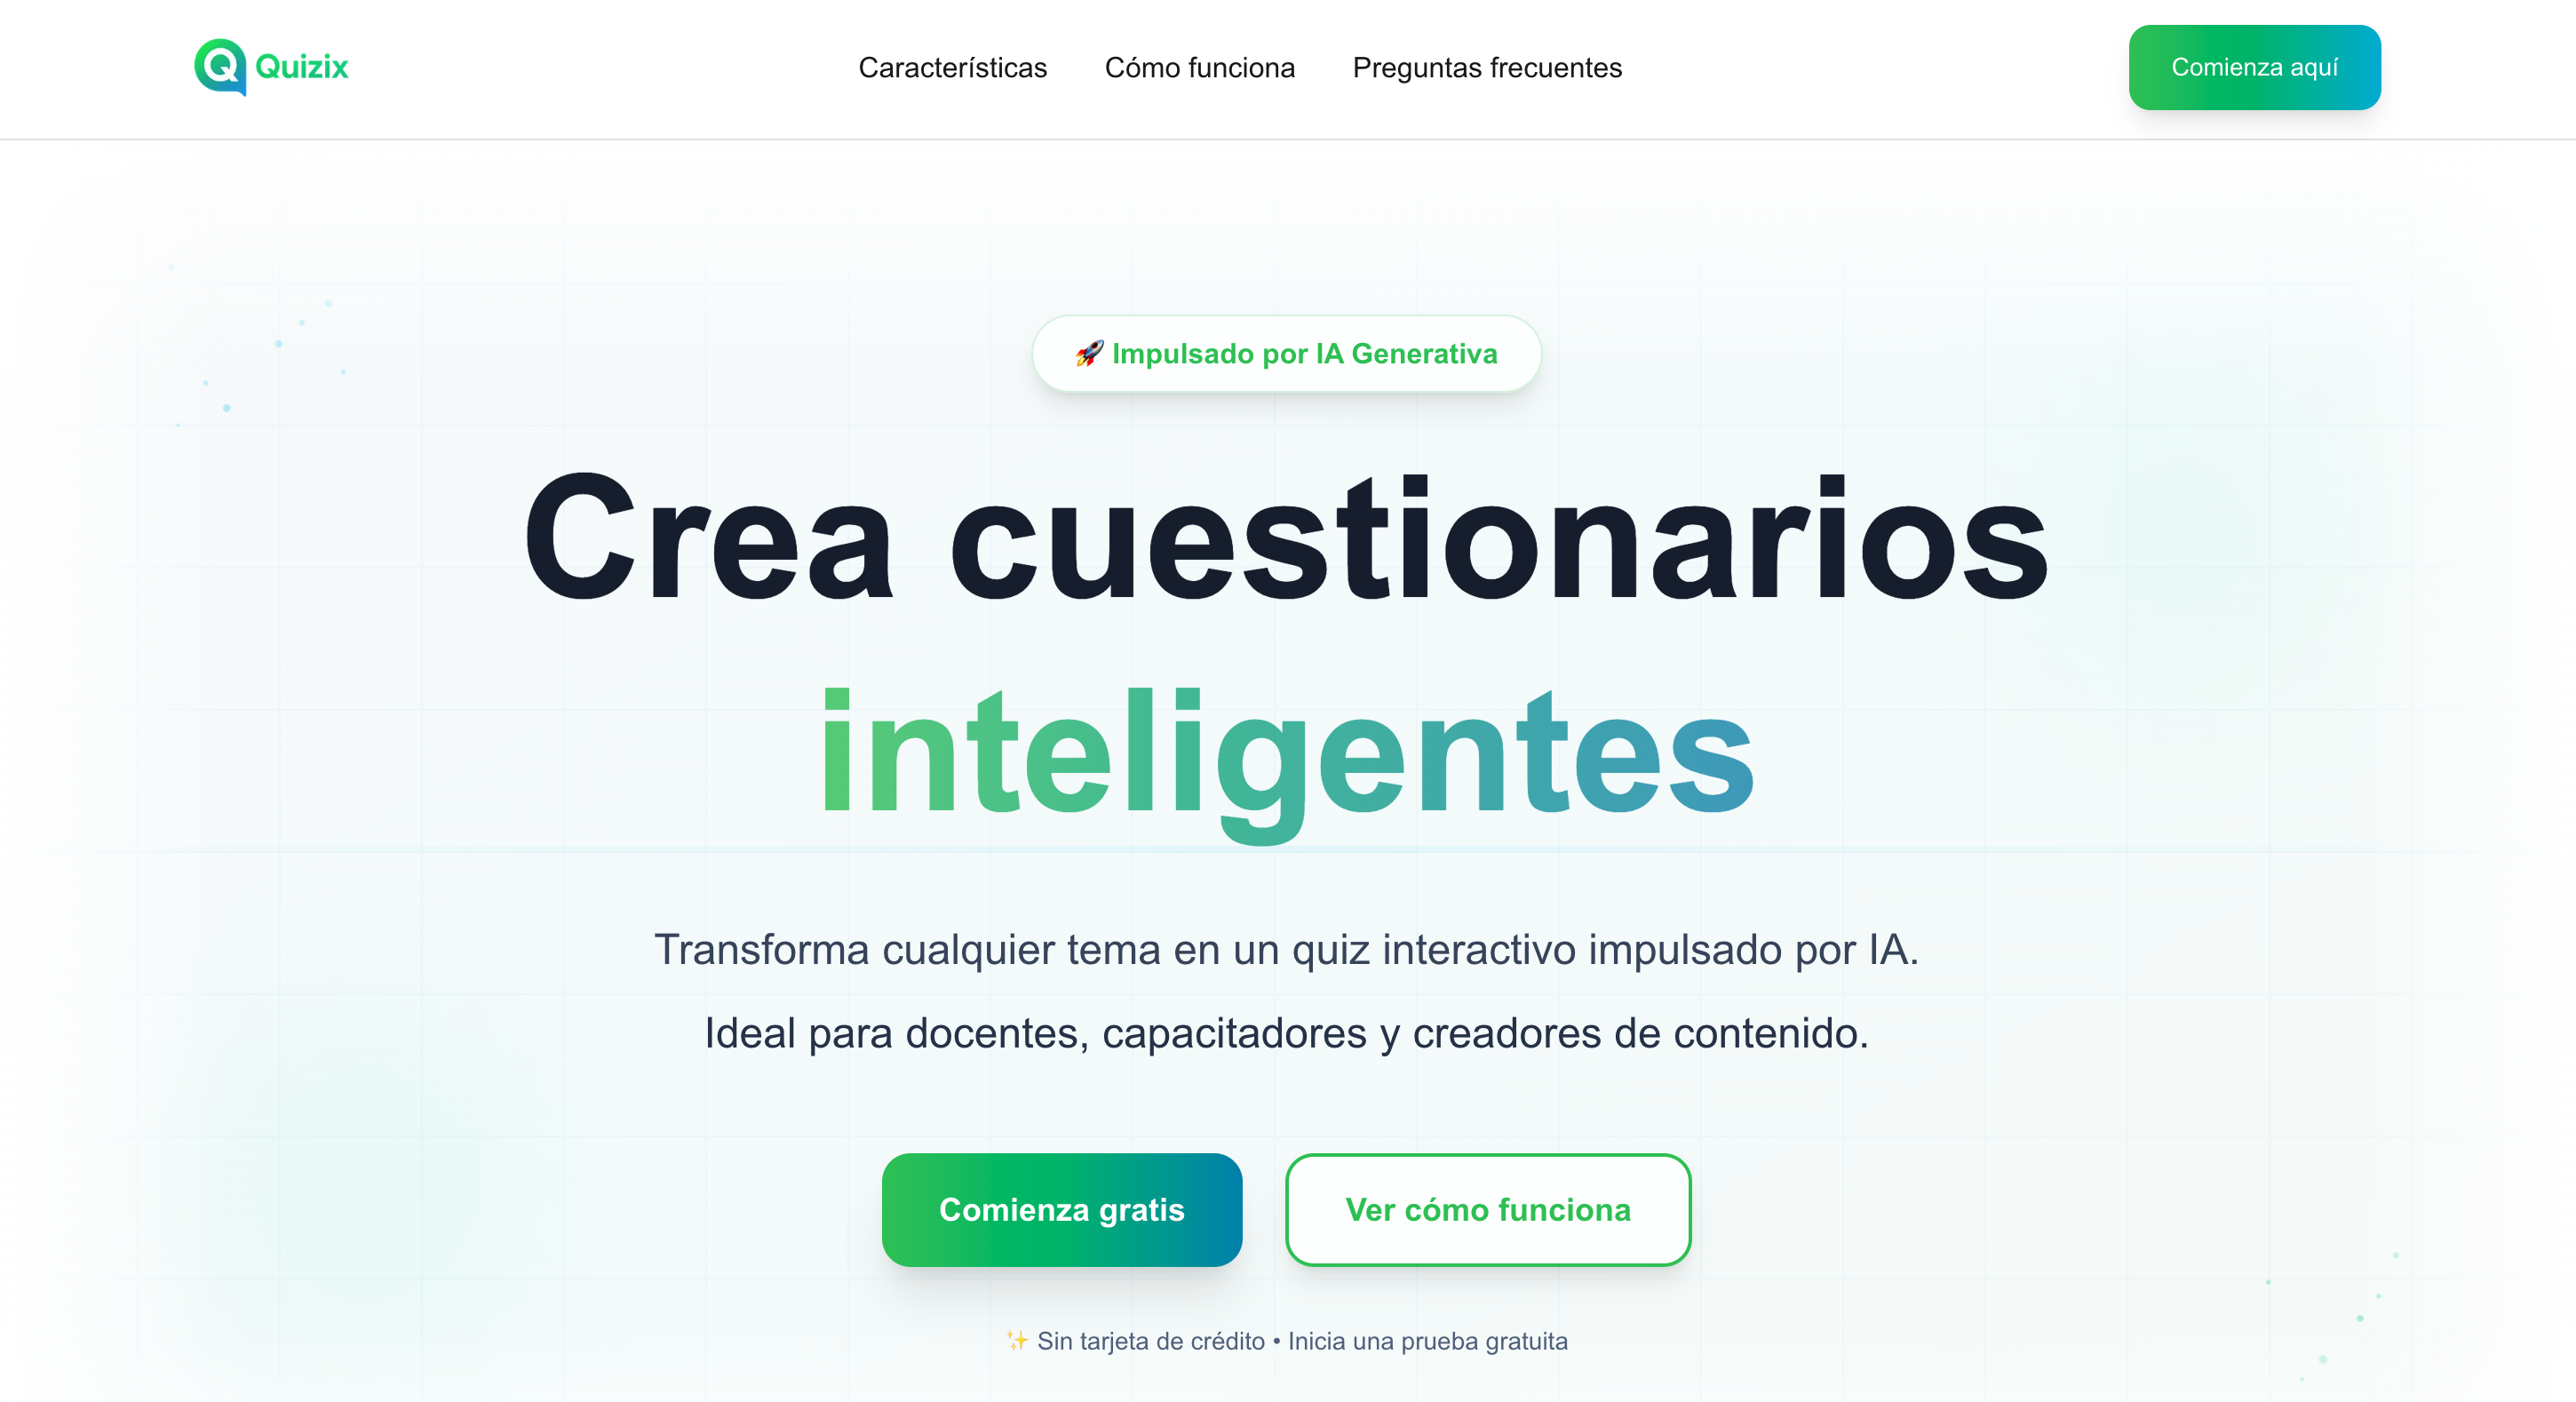 Quizix
Características
Cómo funciona
Preguntas frecuentes
Comienza aquí
🚀 Impulsado por IA Generativa
Crea cuestionarios
inteligentes
Transforma cualquier tema en un quiz interactivo impulsado por IA.
Ideal para docentes, capacitadores y creadores de contenido.
Comienza gratis
Ver cómo funciona
✨ Sin tarjeta de crédito • Inicia una prueba gratuita